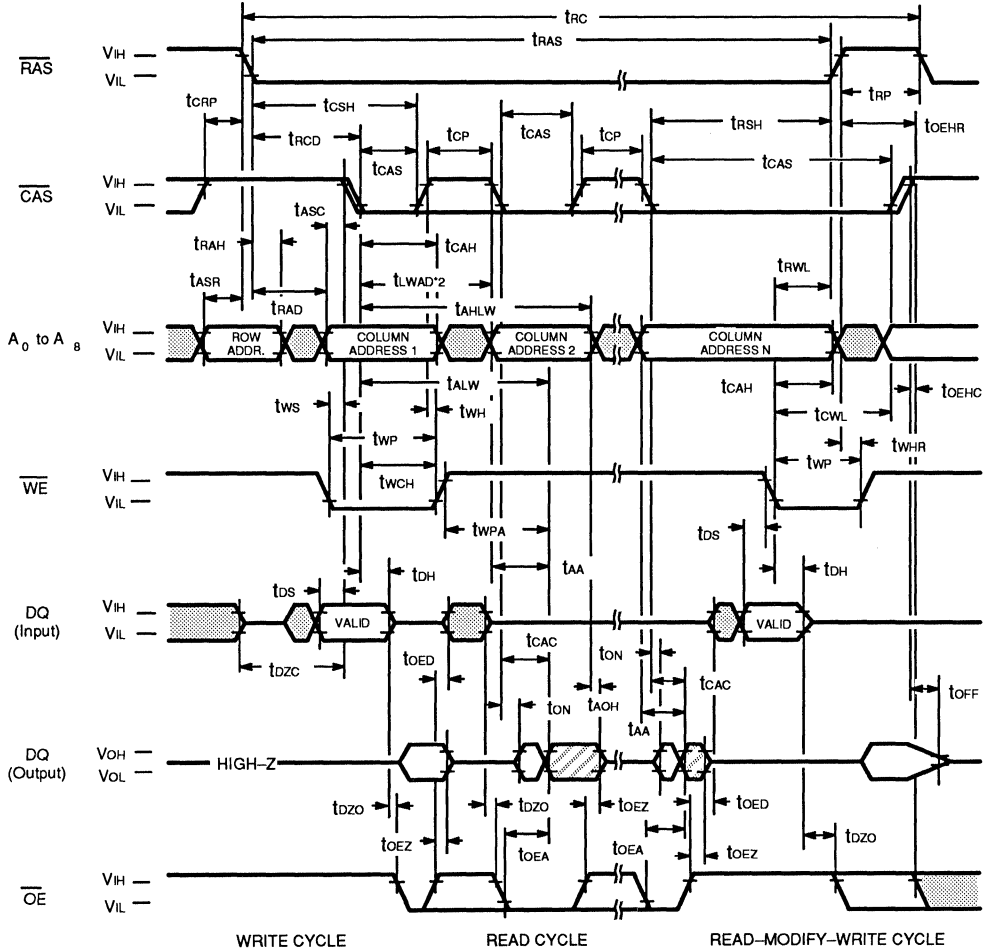 tRC
tRAS
RAS
VIH
VIL
tCRP
tCSH
tRCD
tCAS
tCP
tCAS
tCP
tRSH
tRP
tOEHR
tCAS
CAS
VIH
VIL
tASC
tRAH
tCAH
tASR
tRAD
tLWAD*2
tAHLW
tRWL
A0 to A8
VIH
VIL
ROW ADDR.
COLUMN ADDRESS 1
COLUMN ADDRESS 2
COLUMN ADDRESS N
tALW
tCAH
tOEHC
tWS
tWH
tCWL
tWP
tWP
tWHR
tWCH
WE
VIH
VIL
tWPA
tDS
tAA
tDH
tDS
tDH
DQ (Input)
VIH
VIL
VALID
VALID
tDZC
tOED
tCAC
tON
tCAC
tON
tAOH
tAA
tOFF
DQ (Output)
VOH
VOL
HIGH-Z
tDZO
tDZO
tOEZ
tOED
tOEZ
tOEA
tOEA
tOEZ
tDZO
OE
VIH
VIL
WRITE CYCLE
READ CYCLE
READ-MODIFY-WRITE CYCLE